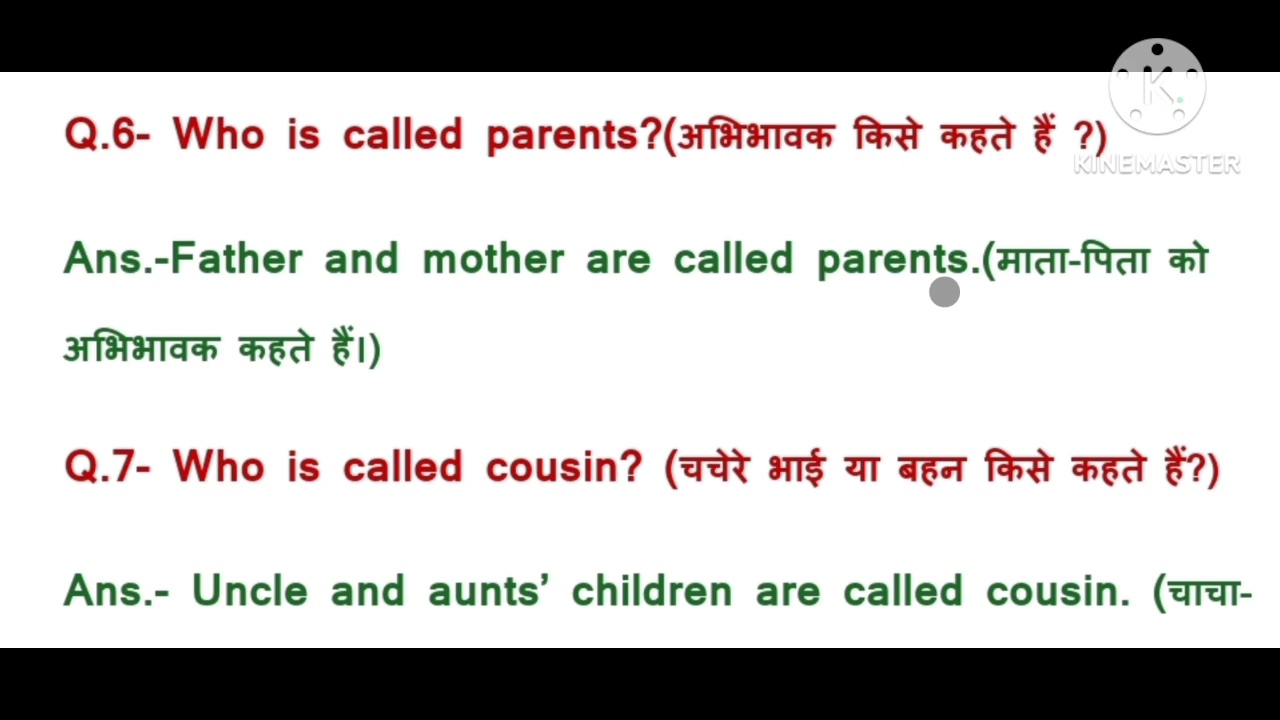 Q.6- Who is called parents?(अभिभावक किसे कहते हैं ?)
KINEMASTER
Ans.-Father and mother are called parents.(माता-पिता को
अभिभावक कहते हैं।)
Q.7- Who is called cousin? (चचेरे भाई या बहन किसे कहते हैं?)
Ans.- Uncle and aunts’ children are called cousin. (चाचा-